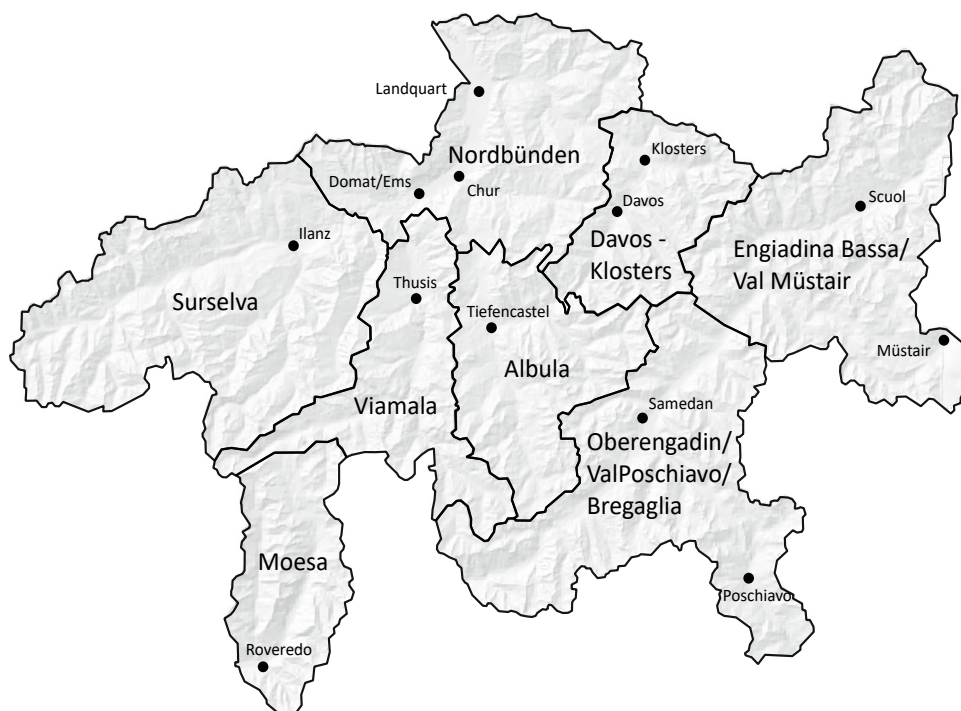 Landquart
Klosters
Nordbünden
Domat/Ems
Chur
Scuol
Davos
Ilanz
Davos -
Klosters
Engiadina Bassa/
Val Müstair
Thusis
Surselva
Tiefencastel
Müstair
Albula
Viamala
Samedan
Oberengadin/
ValPoschiavo/
Bregaglia
Moesa
Poschiavo
Roveredo